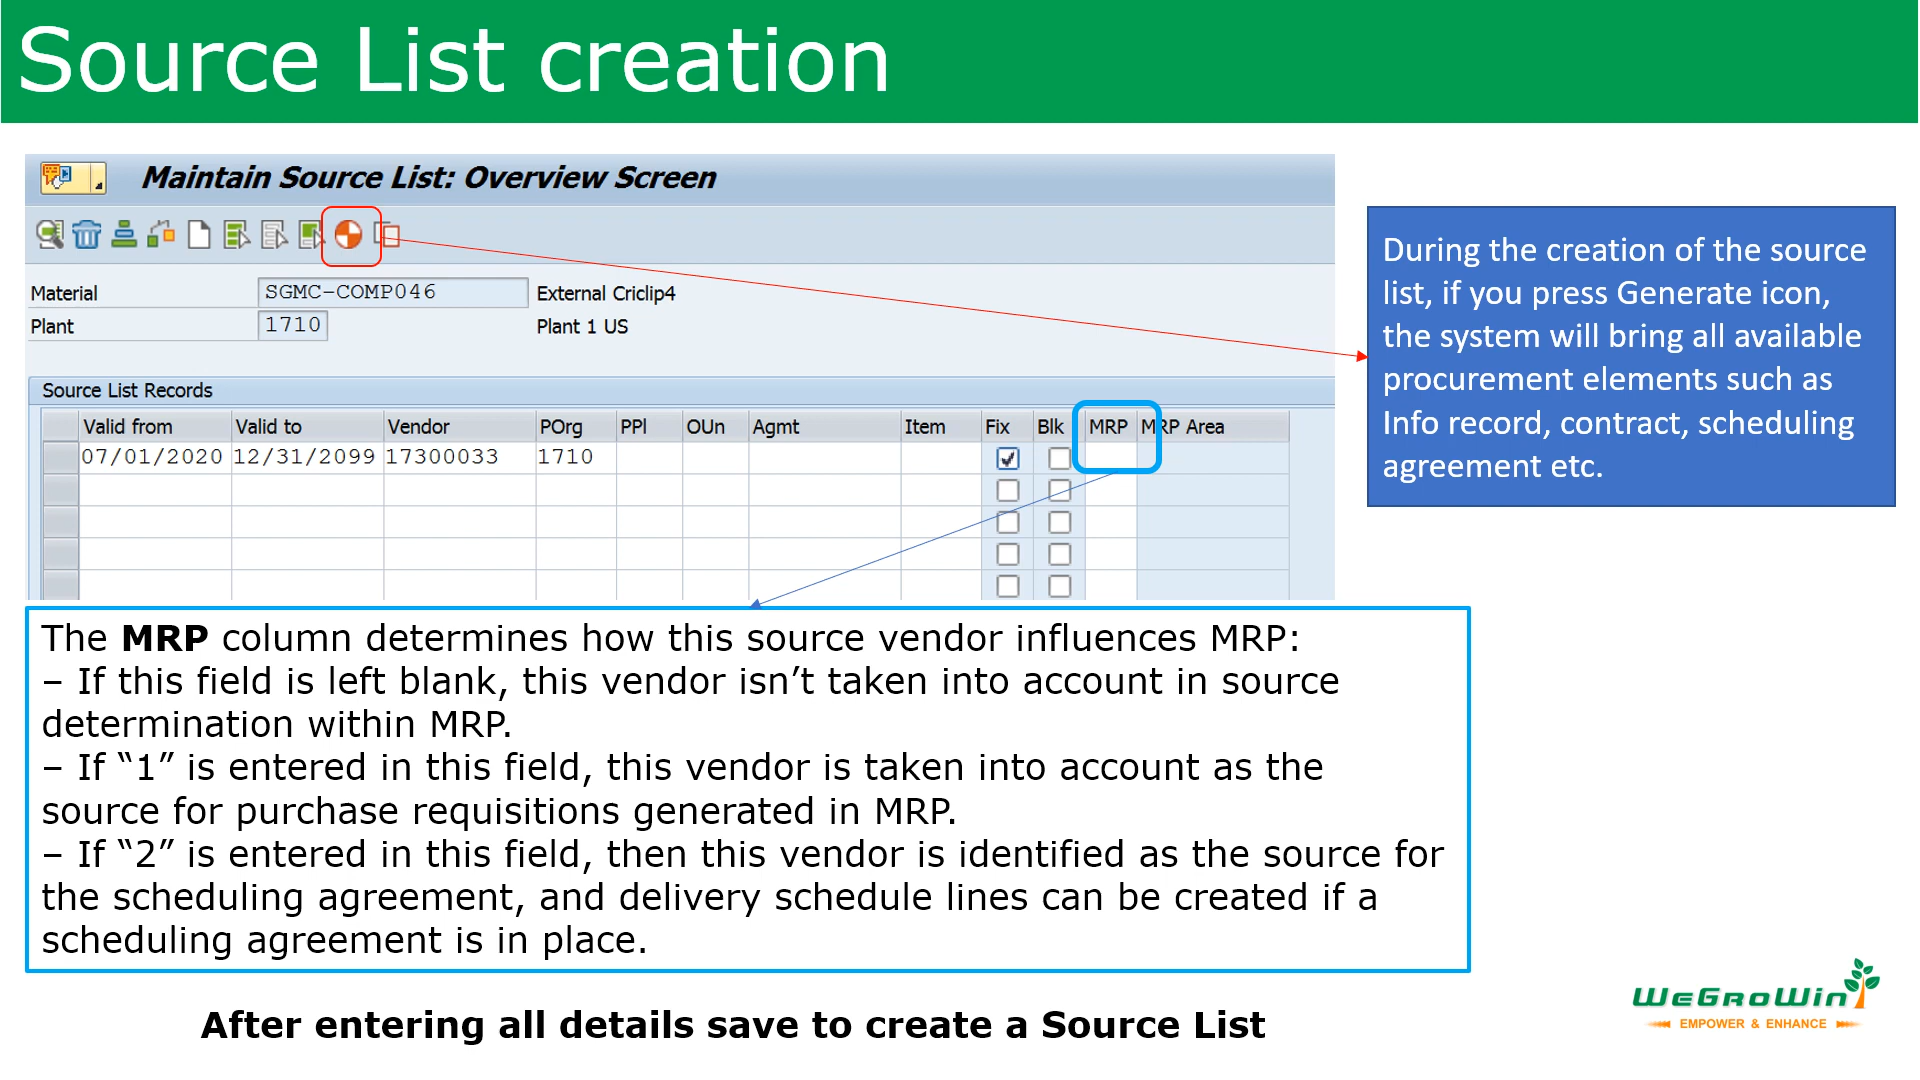 Source List creation
Maintain Source List: Overview Screen
Material SGMC-COMP046 External Criclip4
Plant 1710 Plant 1 US
Source List Records
Valid from Valid to Vendor POrg PPl OUn Agmt Item Fix Blk MRP MRP Area
07/01/2020 12/31/2099 17300033 1710
During the creation of the source
list, if you press Generate icon,
the system will bring all available
procurement elements such as
Info record, contract, scheduling
agreement etc.
The MRP column determines how this source vendor influences MRP:
– If this field is left blank, this vendor isn’t taken into account in source
determination within MRP.
– If “1” is entered in this field, this vendor is taken into account as the
source for purchase requisitions generated in MRP.
– If “2” is entered in this field, then this vendor is identified as the source for
the scheduling agreement, and delivery schedule lines can be created if a
scheduling agreement is in place.
After entering all details save to create a Source List
WeGroWin
EMPOWER & ENHANCE